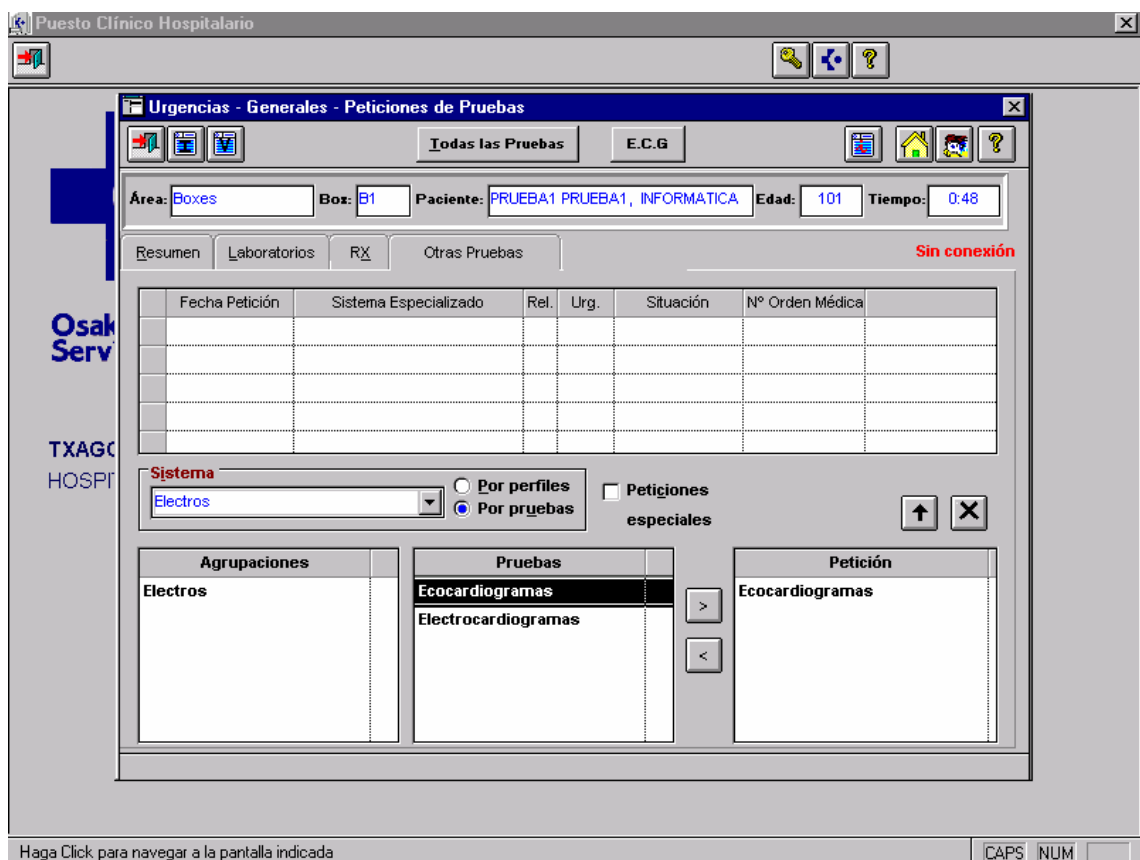 Puesto Clínico Hospitalario
Urgencias - Generales - Peticiones de Pruebas
Todas las Pruebas E.C.G
Área: Boxes Box: B1 Paciente: PRUEBA1 PRUEBA1, INFORMATICA Edad: 101 Tiempo: 0:48
Resumen Laboratorios RX Otras Pruebas Sin conexión
Fecha Petición Sistema Especializado Rel. Urg. Situación Nº Orden Médica
Osak
Serv
TXAGO
HOSPI
Sistema
Electros
Por perfiles
Por pruebas
Peticiones
especiales
Agrupaciones Pruebas Petición
Electros Ecocardiogramas Ecocardiogramas
Electrocardiogramas
>
<
Haga Click para navegar a la pantalla indicada CAPS NUM